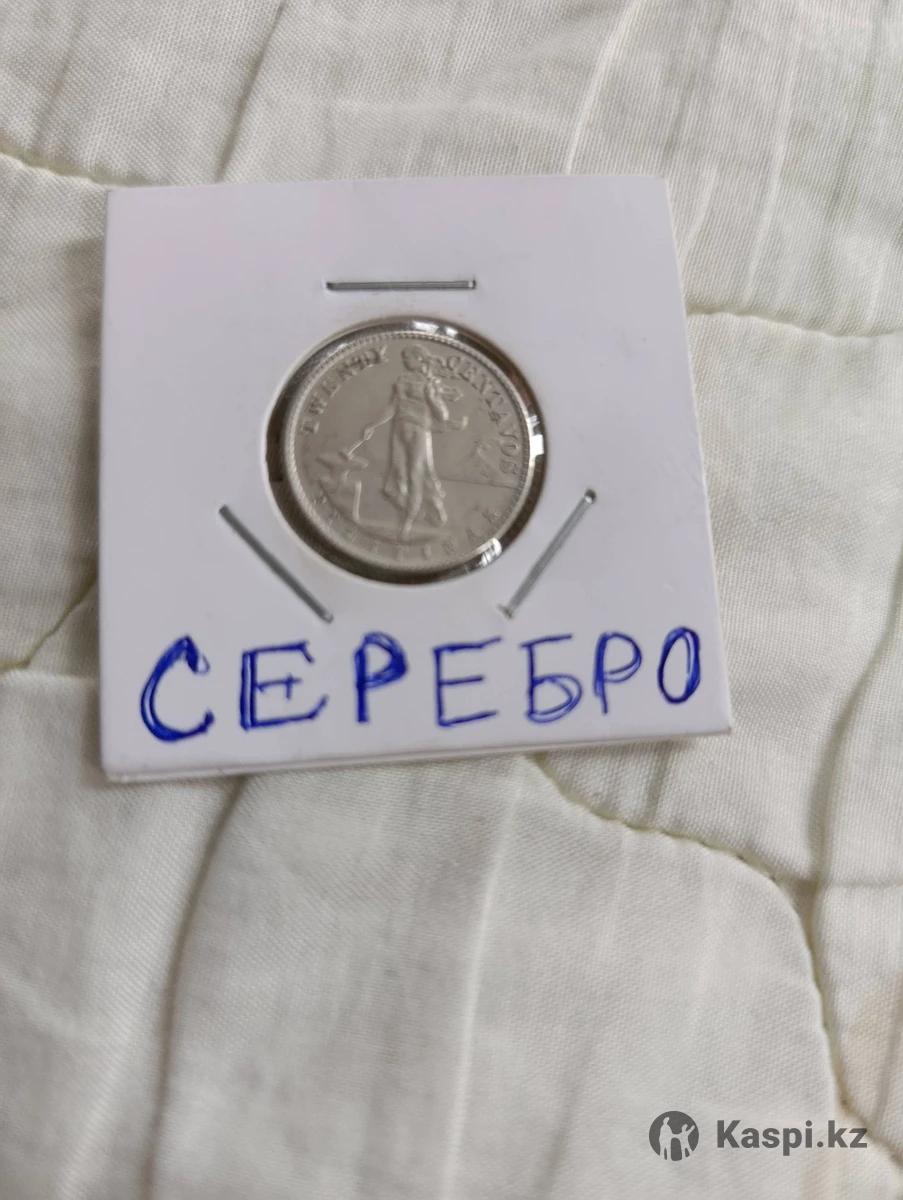 TWENTY CENTAVOS
FILIPINAS
СЕРЕБРО
Kaspi.kz